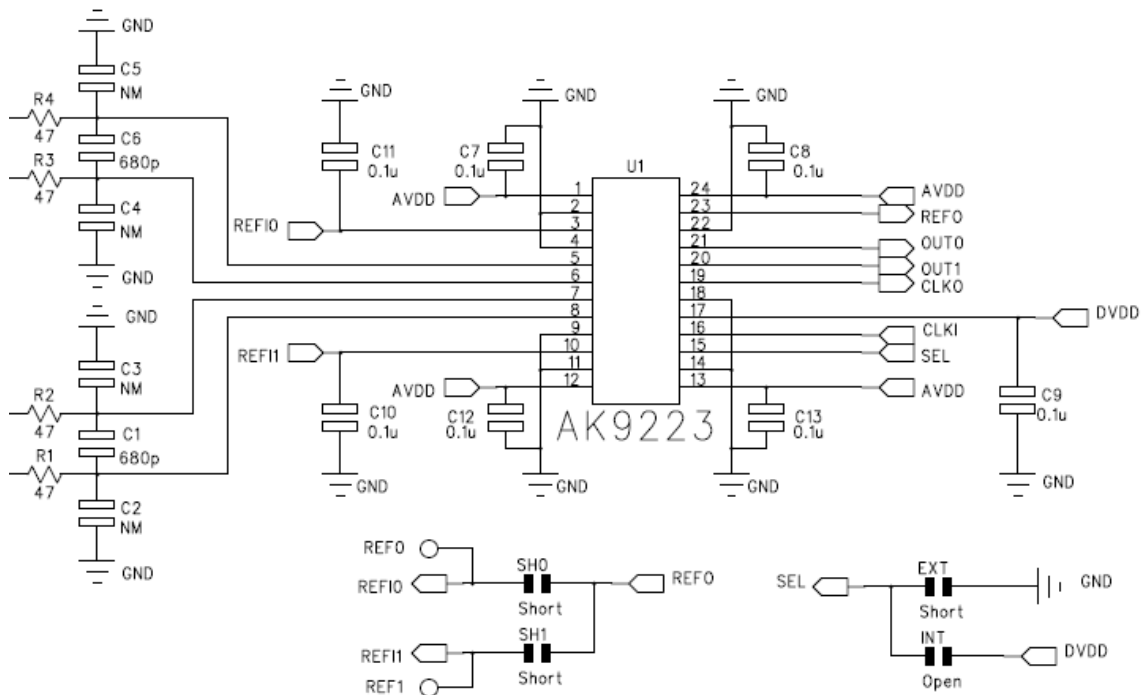 GND
C5
NM
R4
47
C6
680p
R3
47
C4
NM
GND
GND
C3
NM
R2
47
C1
680p
R1
47
C2
NM
GND
GND
C11
0.1u
REFI0
REFI1
C10
0.1u
GND
GND
C7
0.1u
AVDD
AVDD
C12
0.1u
GND
U1
1 24
2 23
3 22
4 21
5 20
6 19
7 18
8 17
9 16
10 15
11 14
12 13
AK9223
GND
C8
0.1u
AVDD
REFO
OUT0
OUT1
CLKO
DVDD
CLKI
SEL
AVDD
C13
0.1u
GND
C9
0.1u
GND
REF0
REFI0
SH0
Short
REFO
REFI1
SH1
Short
REF1
SEL
EXT
Short
GND
INT
Open
DVDD